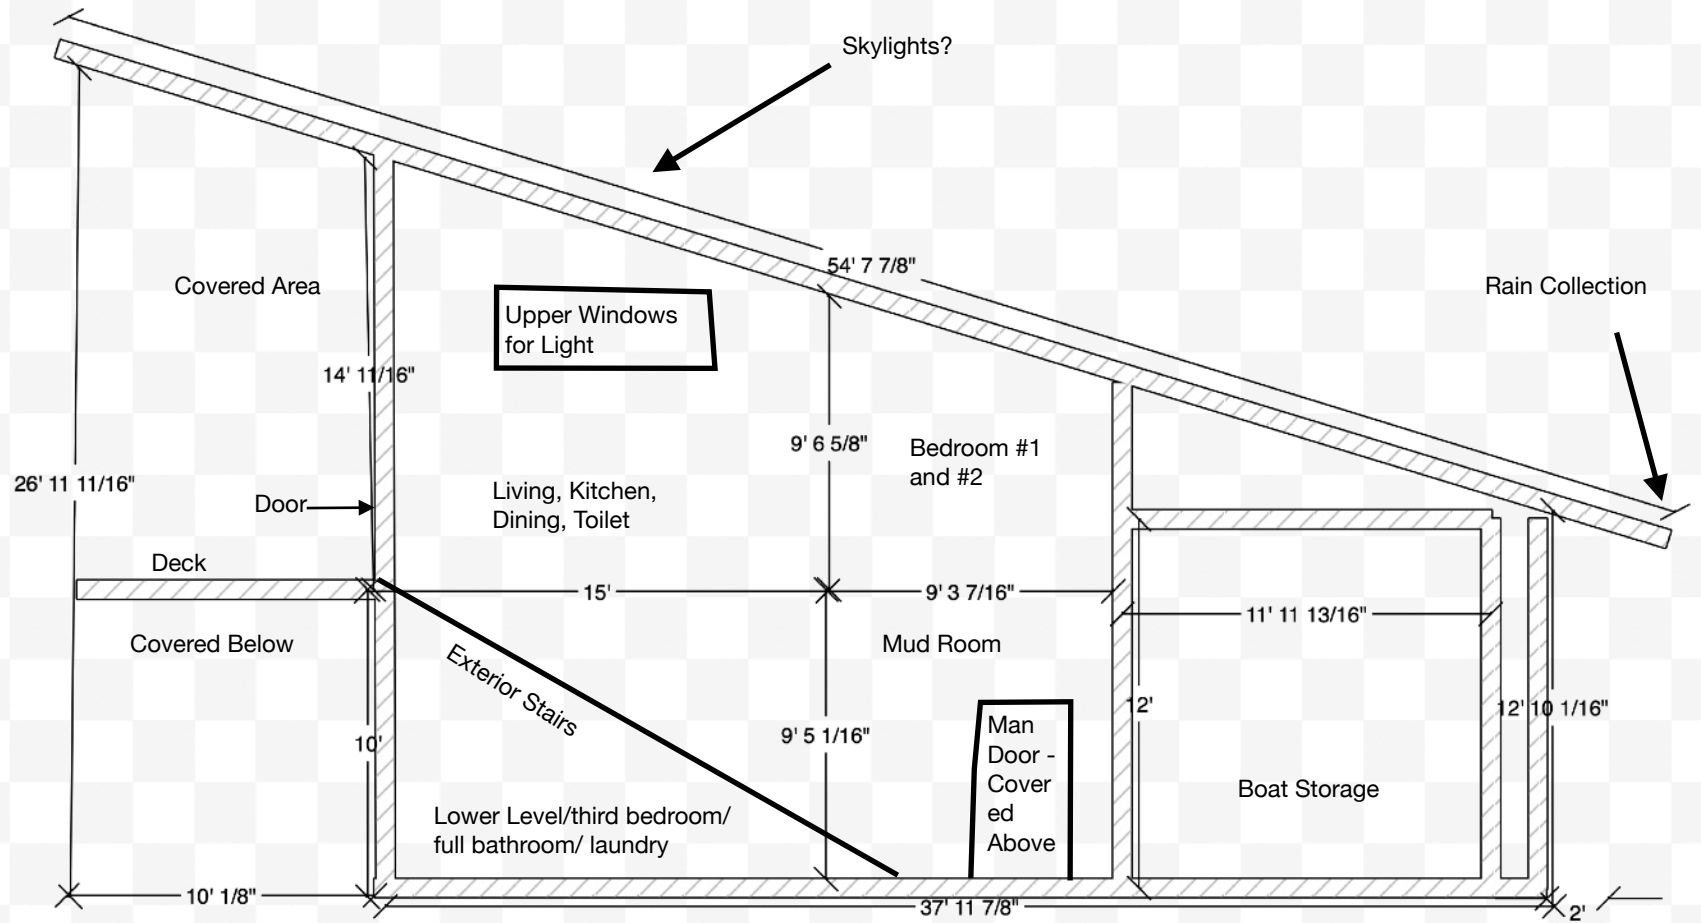 Skylights?
54' 7 7/8"
Covered Area
Rain Collection
Upper Windows
for Light
14' 11/16"
9' 6 5/8"
Bedroom #1
and #2
26' 11 11/16"
Living, Kitchen,
Dining, Toilet
Door
Deck
15'
9' 3 7/16"
11' 11 13/16"
Covered Below
Exterior Stairs
Mud Room
12'
12' 10 1/16"
10'
9' 5 1/16"
Man
Door -
Cover
ed
Above
Boat Storage
Lower Level/third bedroom/
full bathroom/ laundry
10' 1/8"
37' 11 7/8"
2'